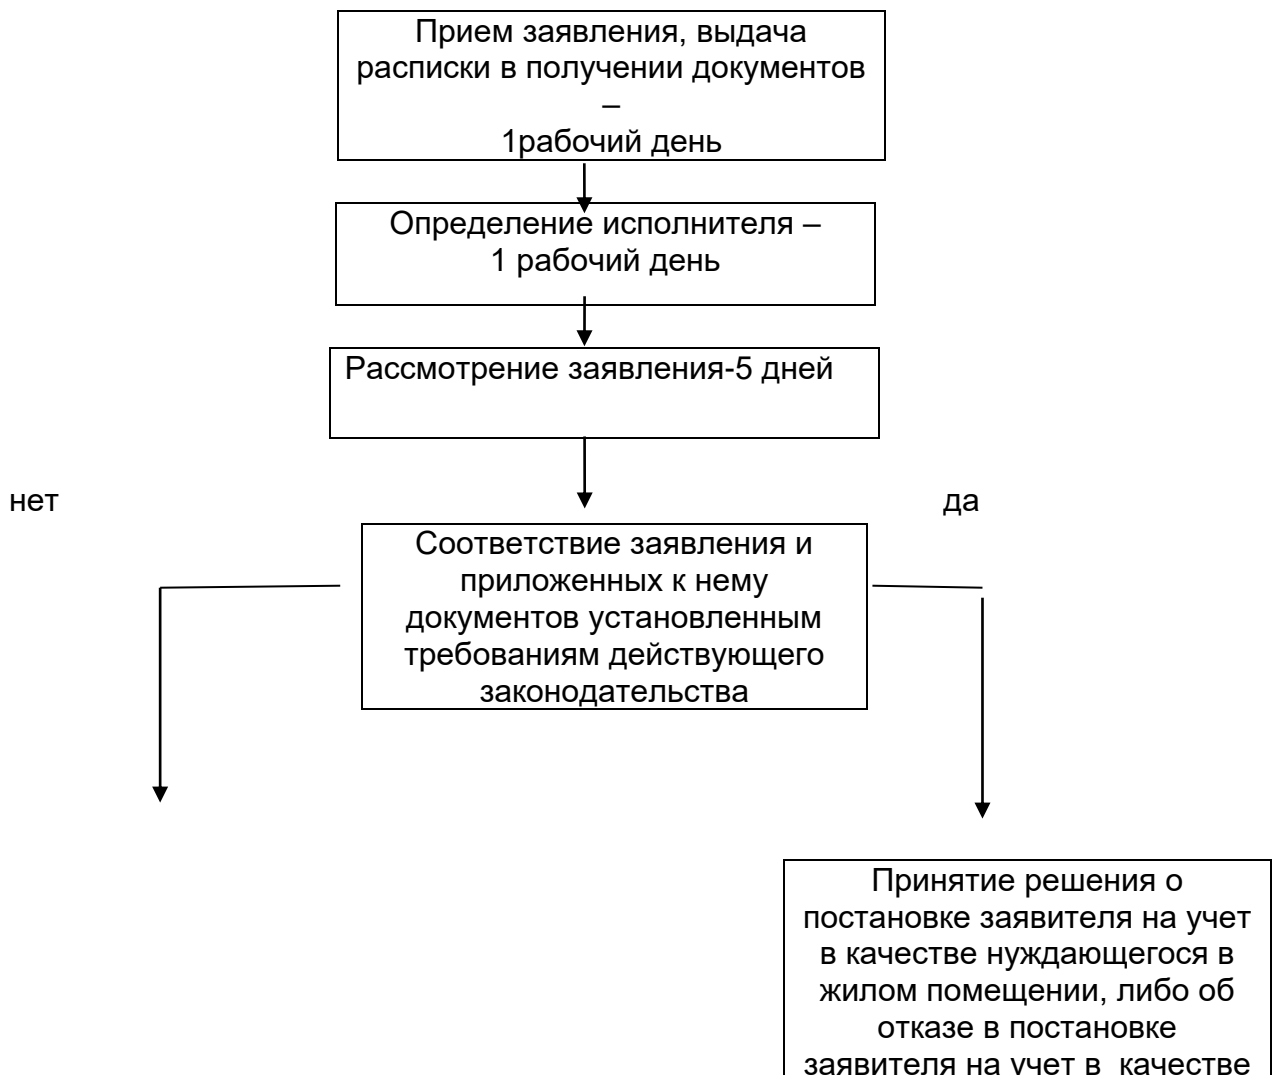 Прием заявления, выдача
расписки в получении документов
–
1рабочий день
Определение исполнителя –
1 рабочий день
Рассмотрение заявления-5 дней
нет
да
Соответствие заявления и
приложенных к нему
документов установленным
требованиям действующего
законодательства
Принятие решения о
постановке заявителя на учет
в качестве нуждающегося в
жилом помещении, либо об
отказе в постановке
заявителя на учет в  качестве